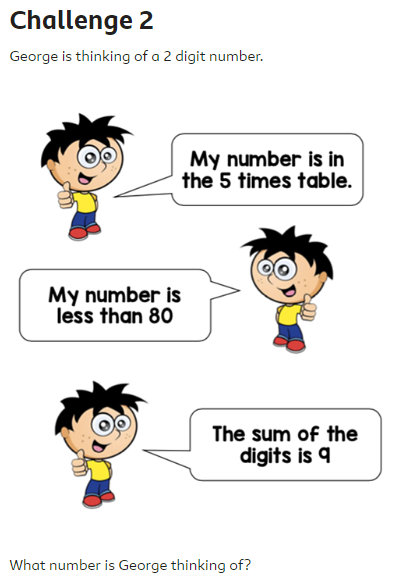 Challenge 2
George is thinking of a 2 digit number.
My number is in
the 5 times table.
My number is
less than 80
The sum of the
digits is 9
What number is George thinking of?